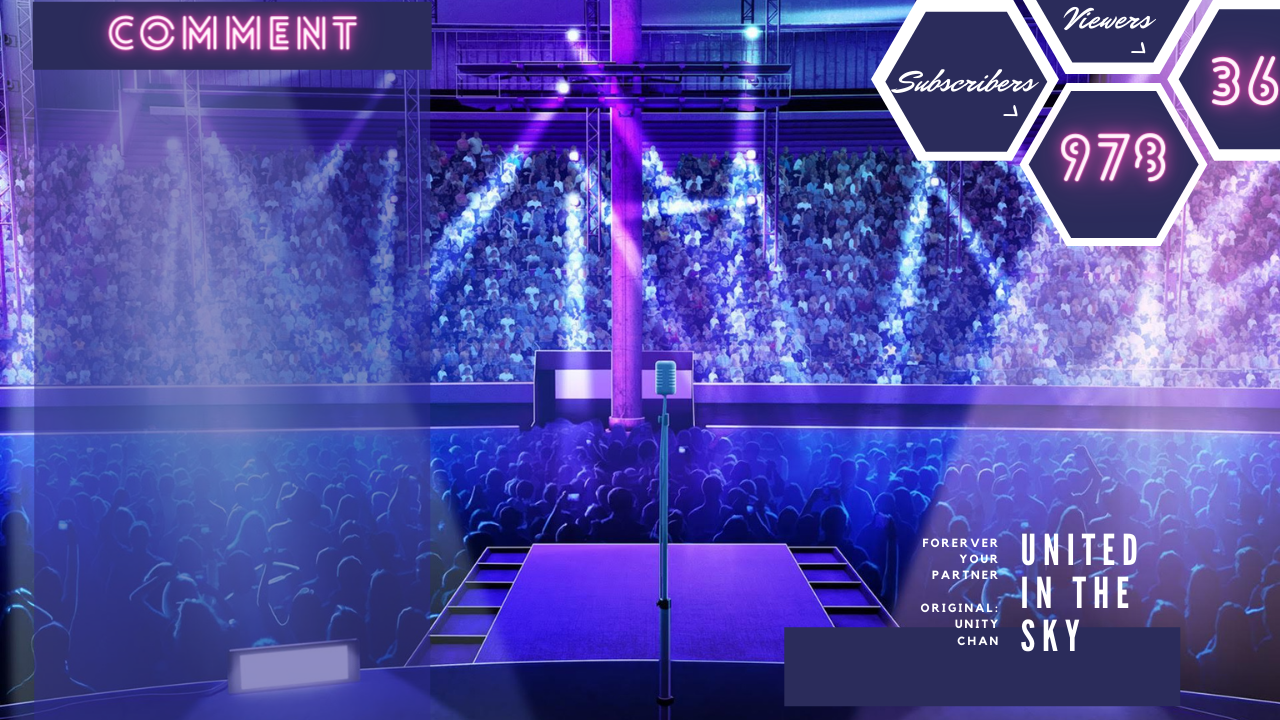 COMMENT
Viewers
Subscribers
36
978
FORERVER
YOUR
PARTNER
ORIGINAL:
UNITY
CHAN
UNITED
IN THE
SKY